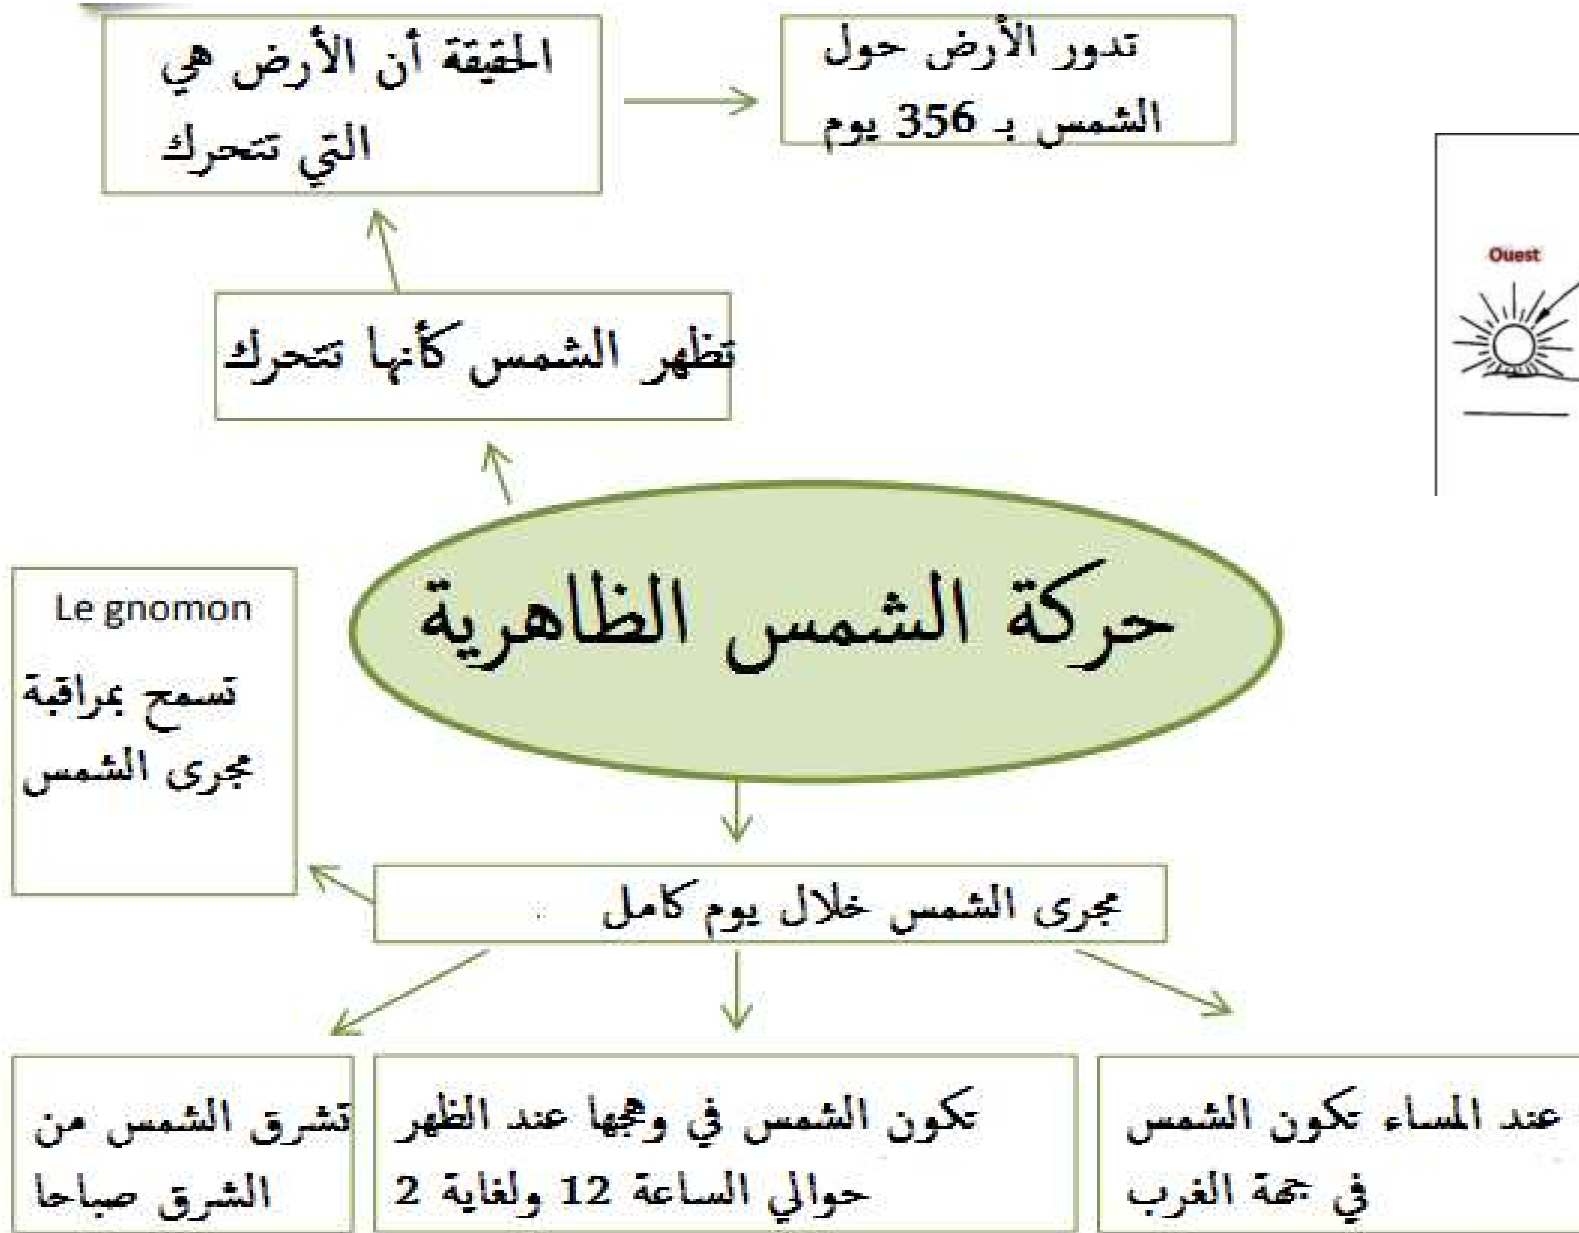 الحقيقة أن الأرض هي
التي تتحرك
تدور الأرض حول
الشمس بـ 356 يوم
Ouest
تظهر الشمس كأنها تتحرك
حركة الشمس الظاهرية
Le gnomon
تسمح بمراقبة
مجرى الشمس
مجرى الشمس خلال يوم كامل
تشرق الشمس من
الشرق صباحا
تكون الشمس في وهجها عند الظهر
حوالي الساعة 12 ولغاية 2
عند المساء تكون الشمس
في جهة الغرب